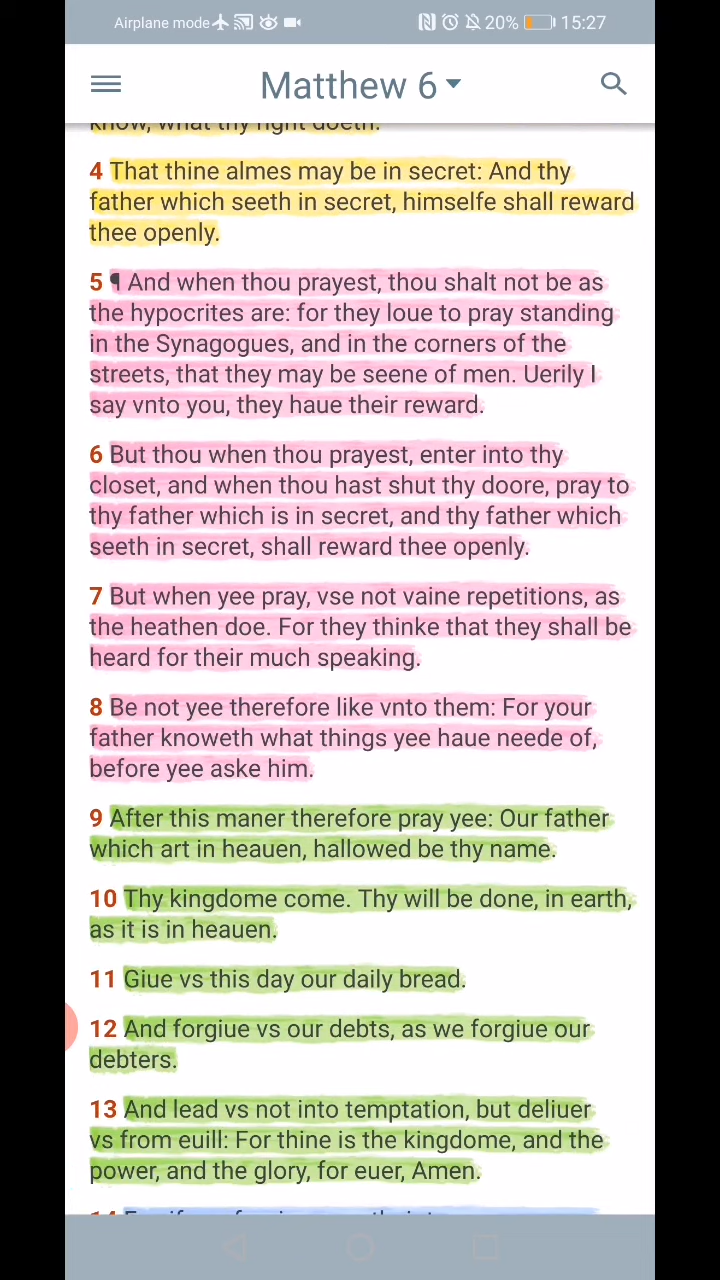 Airplane mode 20% 15:27
Matthew 6
know, what thy right doeth.
4 That thine almes may be in secret: And thy
father which seeth in secret, himselfe shall reward
thee openly.
5 ¶ And when thou prayest, thou shalt not be as
the hypocrites are: for they loue to pray standing
in the Synagogues, and in the corners of the
streets, that they may be seene of men. Uerily I
say vnto you, they haue their reward.
6 But thou when thou prayest, enter into thy
closet, and when thou hast shut thy doore, pray to
thy father which is in secret, and thy father which
seeth in secret, shall reward thee openly.
7 But when yee pray, vse not vaine repetitions, as
the heathen doe. For they thinke that they shall be
heard for their much speaking.
8 Be not yee therefore like vnto them: For your
father knoweth what things yee haue neede of,
before yee aske him.
9 After this maner therefore pray yee: Our father
which art in heauen, hallowed be thy name.
10 Thy kingdome come. Thy will be done, in earth,
as it is in heauen.
11 Giue vs this day our daily bread.
12 And forgiue vs our debts, as we forgiue our
debters.
13 And lead vs not into temptation, but deliuer
vs from euill: For thine is the kingdome, and the
power, and the glory, for euer, Amen.
14